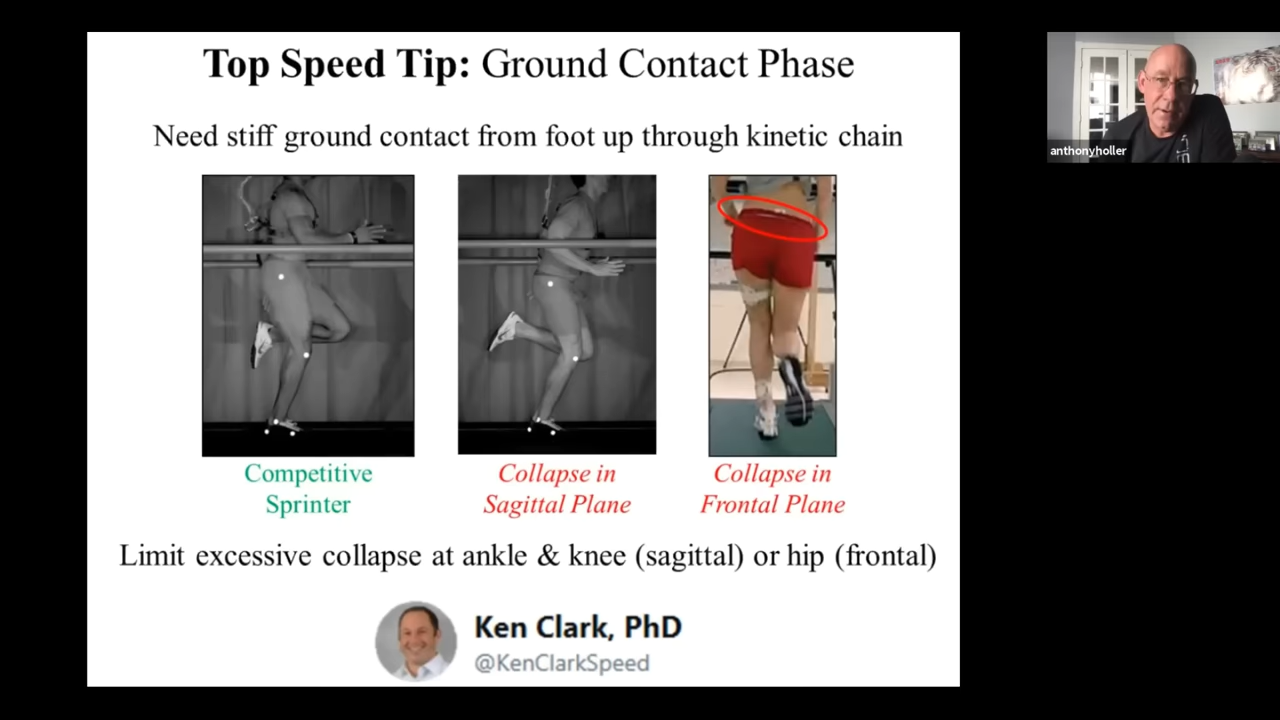 Top Speed Tip: Ground Contact Phase
Need stiff ground contact from foot up through kinetic chain
Competitive
Sprinter
Collapse in
Sagittal Plane
Collapse in
Frontal Plane
Limit excessive collapse at ankle & knee (sagittal) or hip (frontal)
Ken Clark, PhD
@KenClarkSpeed
anthonyholler